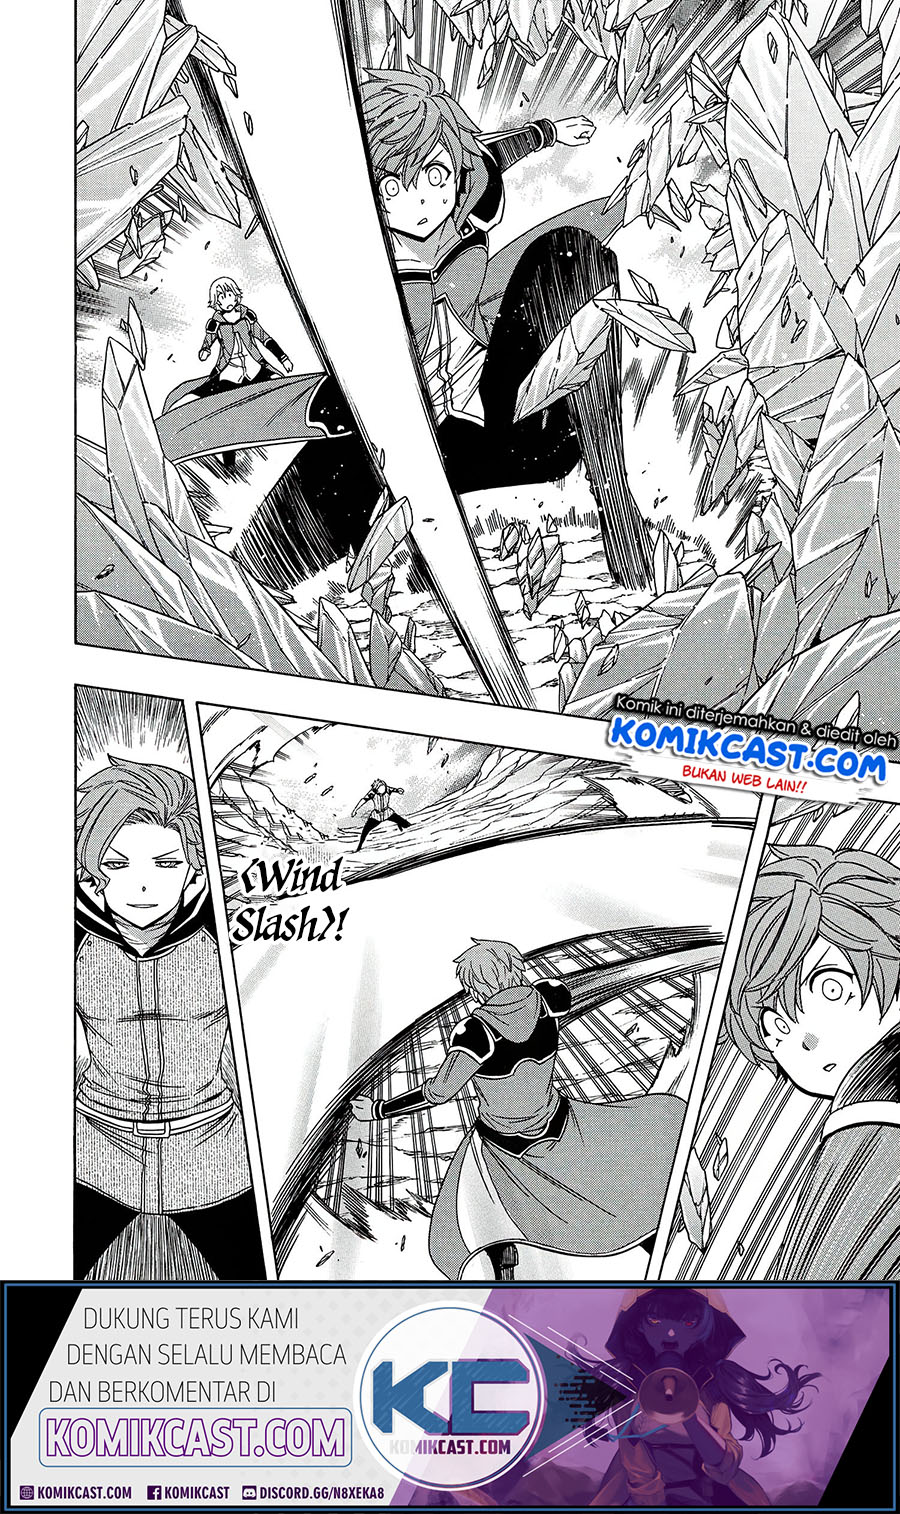 Komik ini diterjemahkan & diedit oleh
KOMIKCAST.COM
BUKAN WEB LAIN!!
<Wind
Slash>!
DUKUNG TERUS KAMI
DENGAN SELALU MEMBACA
DAN BERKOMENTAR DI
KOMIKCAST.COM
KC
KOMIKCAST.COM
KOMIKCAST.COM
KOMIKCAST
DISCORD.GG/N8XEKA8